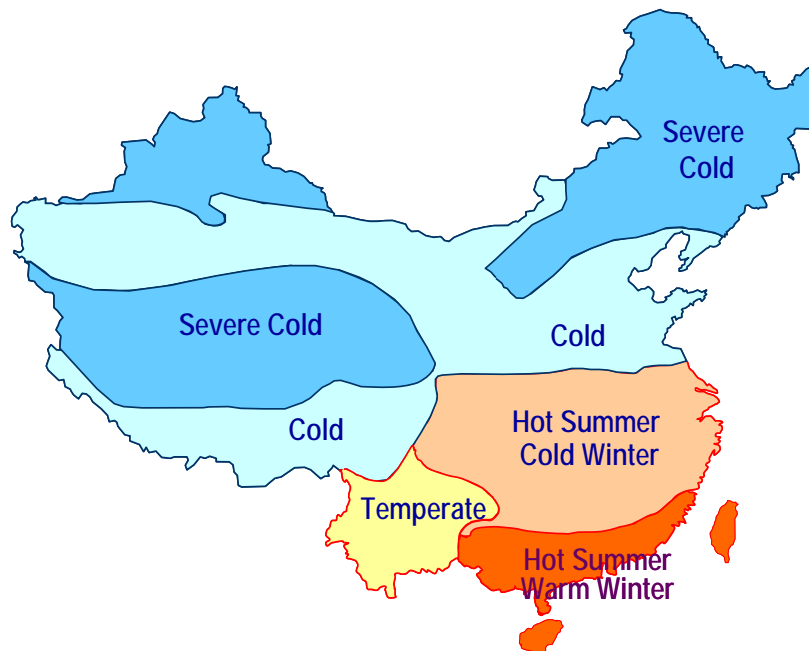 Severe
Cold
Severe Cold
Cold
Cold
Hot Summer
Cold Winter
Temperate
Hot Summer
Warm Winter